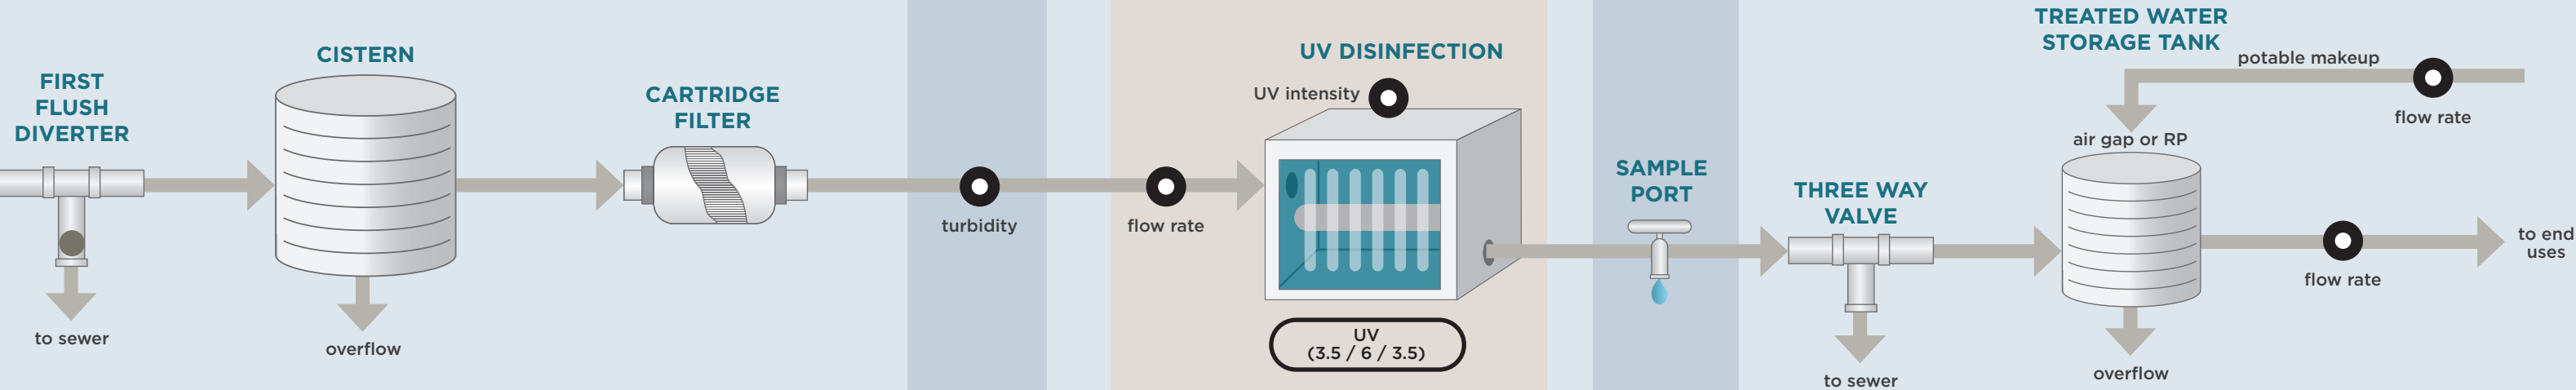 FIRST
FLUSH
DIVERTER
to sewer
CISTERN
overflow
CARTRIDGE
FILTER
turbidity
flow rate
UV DISINFECTION
UV intensity
UV
(3.5 / 6 / 3.5)
SAMPLE
PORT
THREE WAY
VALVE
to sewer
TREATED WATER
STORAGE TANK
potable makeup
flow rate
air gap or RP
overflow
flow rate
to end
uses